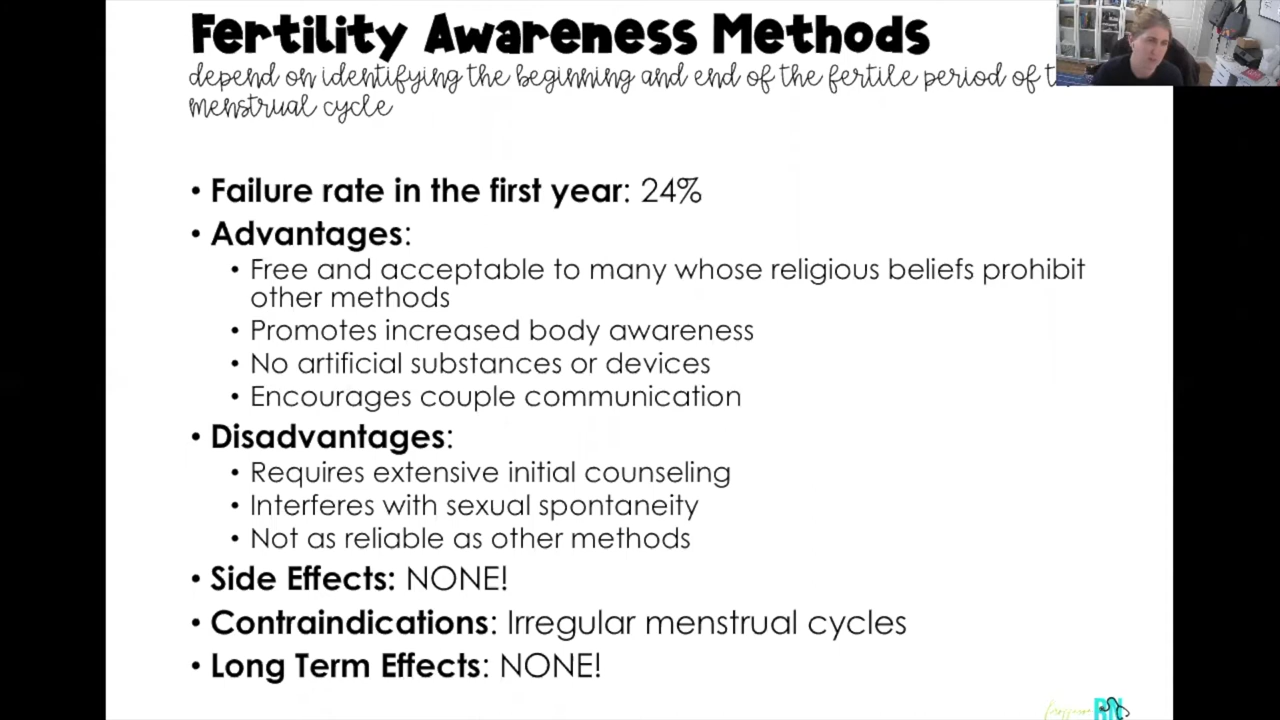 Fertility Awareness Methods
depend on identifying the beginning and end of the fertile period of
menstrual cycle
• Failure rate in the first year: 24%
• Advantages:
• Free and acceptable to many whose religious beliefs prohibit
other methods
• Promotes increased body awareness
• No artificial substances or devices
• Encourages couple communication
• Disadvantages:
• Requires extensive initial counseling
• Interferes with sexual spontaneity
• Not as reliable as other methods
• Side Effects: NONE!
• Contraindications: Irregular menstrual cycles
• Long Term Effects: NONE!